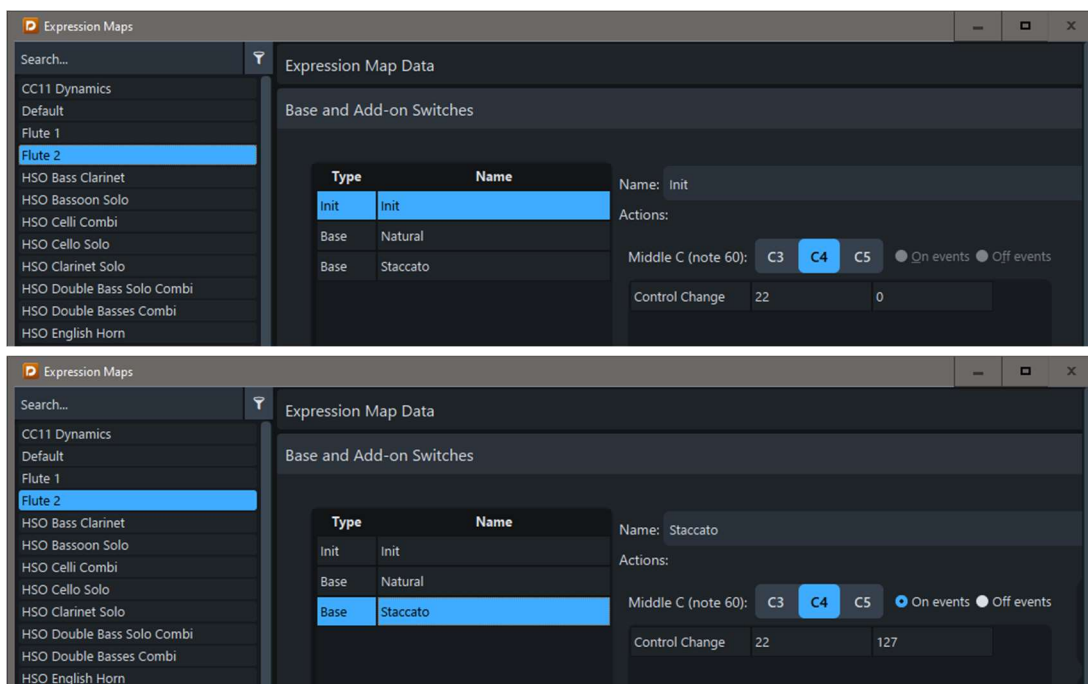 Expression Maps
Search...
CC11 Dynamics
Default
Flute 1
Flute 2
HSO Bass Clarinet
HSO Bassoon Solo
HSO Celli Combi
HSO Cello Solo
HSO Clarinet Solo
HSO Double Bass Solo Combi
HSO Double Basses Combi
HSO English Horn
Expression Map Data
Base and Add-on Switches
Type Name
Init Init
Base Natural
Base Staccato
Name: Init
Actions:
Middle C (note 60): C3 C4 C5 On events Off events
Control Change 22 0
Expression Maps
Search...
CC11 Dynamics
Default
Flute 1
Flute 2
HSO Bass Clarinet
HSO Bassoon Solo
HSO Celli Combi
HSO Cello Solo
HSO Clarinet Solo
HSO Double Bass Solo Combi
HSO Double Basses Combi
HSO English Horn
Expression Map Data
Base and Add-on Switches
Type Name
Init Init
Base Natural
Base Staccato
Name: Staccato
Actions:
Middle C (note 60): C3 C4 C5 On events Off events
Control Change 22 127